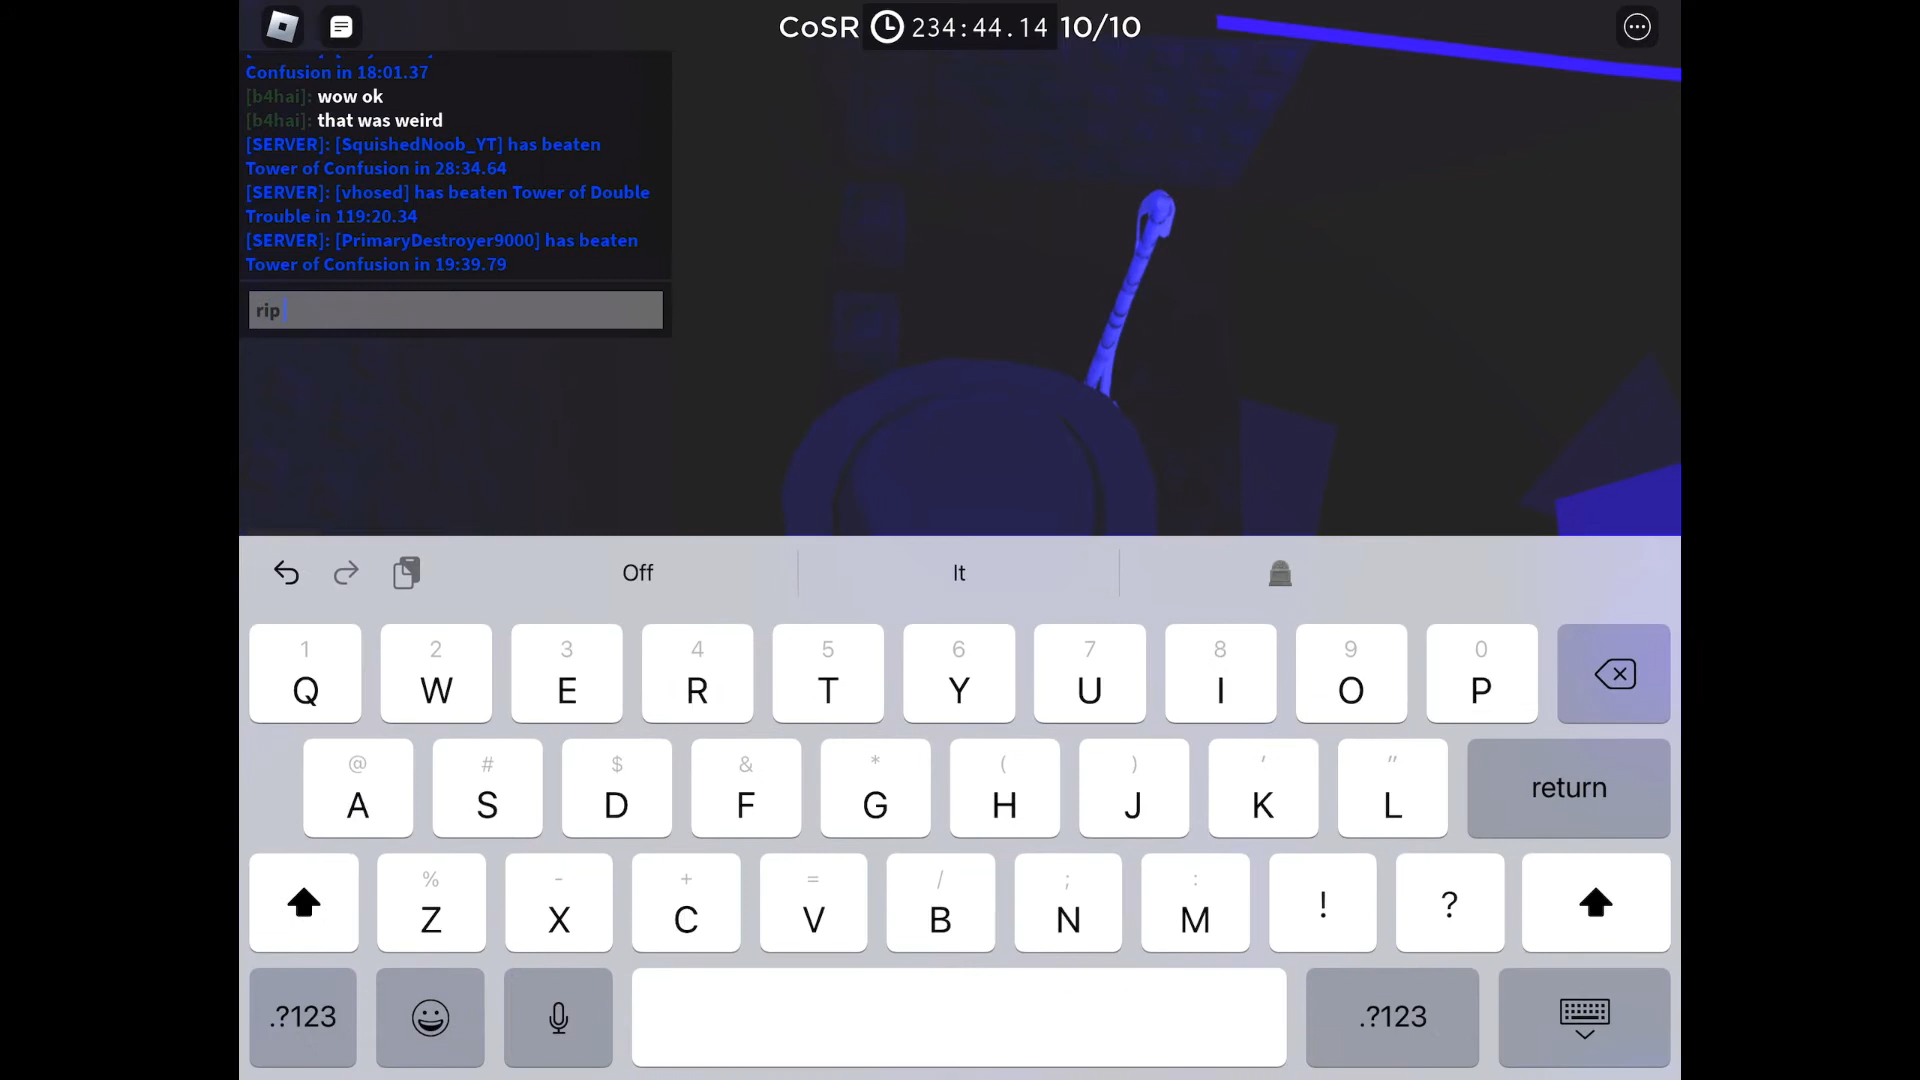 CoSR 234:44.14 10/10
Confusion in 18:01.37
[b4hai]: wow ok
[b4hai]: that was weird
[SERVER]: [SquishedNoob_YT] has beaten
Tower of Confusion in 28:34.64
[SERVER]: [vhosed] has beaten Tower of Double
Trouble in 119:20.34
[SERVER]: [PrimaryDestroyer9000] has beaten
Tower of Confusion in 19:39.79
rip
Off It
1 2 3 4 5 6 7 8 9 0
Q W E R T Y U I O P
@ # $ & * ( ) ' "
A S D F G H J K L return
% - + = / ; :
Z X C V B N M ! ?
.?123 .?123